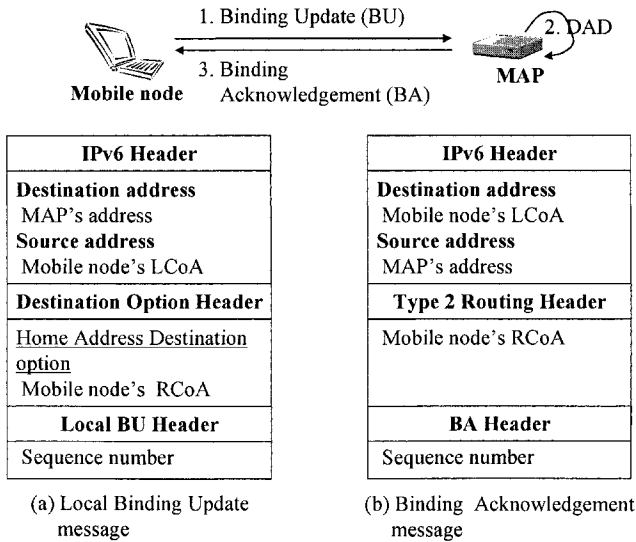 1. Binding Update (BU)
2. DAD
3. Binding
Acknowledgement (BA)
Mobile node
MAP
IPv6 Header
Destination address
MAP's address
Source address
Mobile node's LCoA
Destination Option Header
Home Address Destination
option
Mobile node's RCoA
Local BU Header
Sequence number
(a) Local Binding Update
message
IPv6 Header
Destination address
Mobile node's LCoA
Source address
MAP's address
Type 2 Routing Header
Mobile node's RCoA
BA Header
Sequence number
(b) Binding Acknowledgement
message